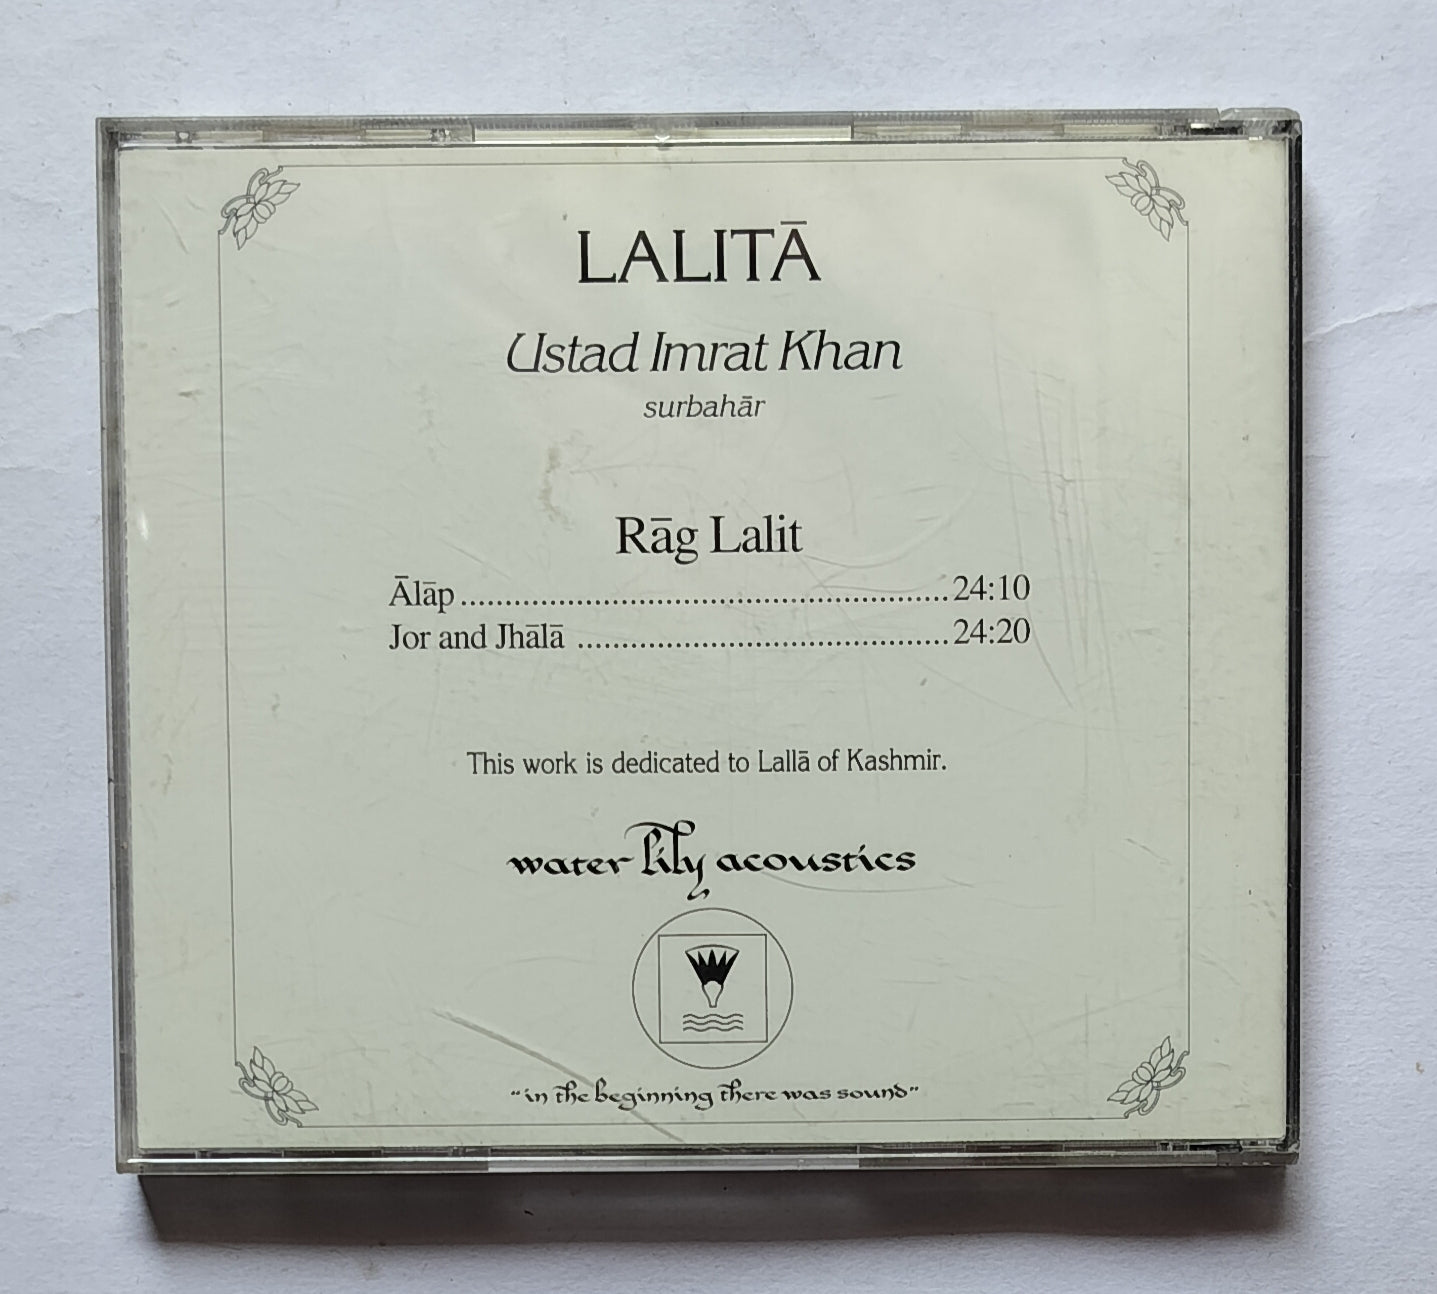 LALITĀ
Ustad Imrat Khan
surbahār
Rāg Lalit
Ālāp......................................................24:10
Jor and Jhālā .........................................24:20
This work is dedicated to Lallā of Kashmir.
water lily acoustics
"in the beginning there was sound"